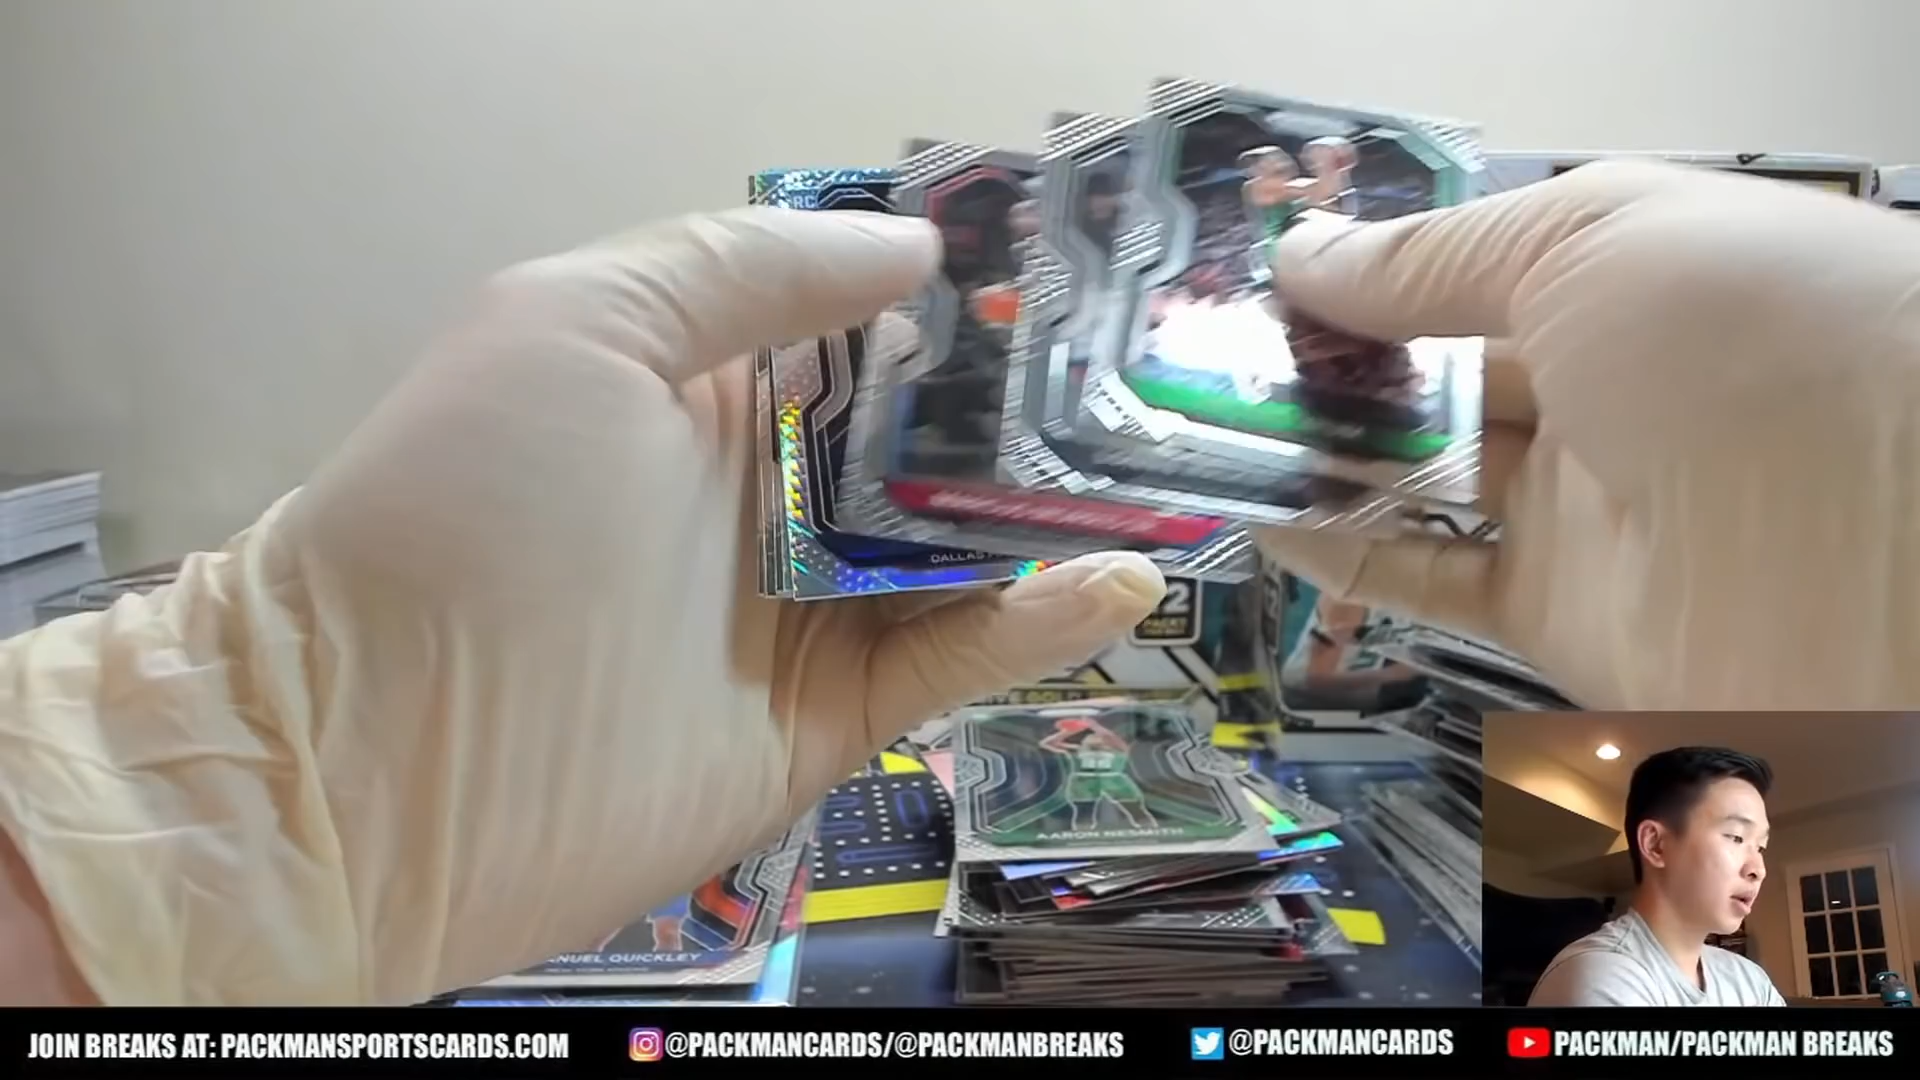 RC
DALLAS
AARON NESMITH
NUEL QUICKLEY
JOIN BREAKS AT: PACKMANSPORTSCARDS.COM
@PACKMANCARDS/@PACKMANBREAKS
@PACKMANCARDS
PACKMAN/PACKMAN BREAKS